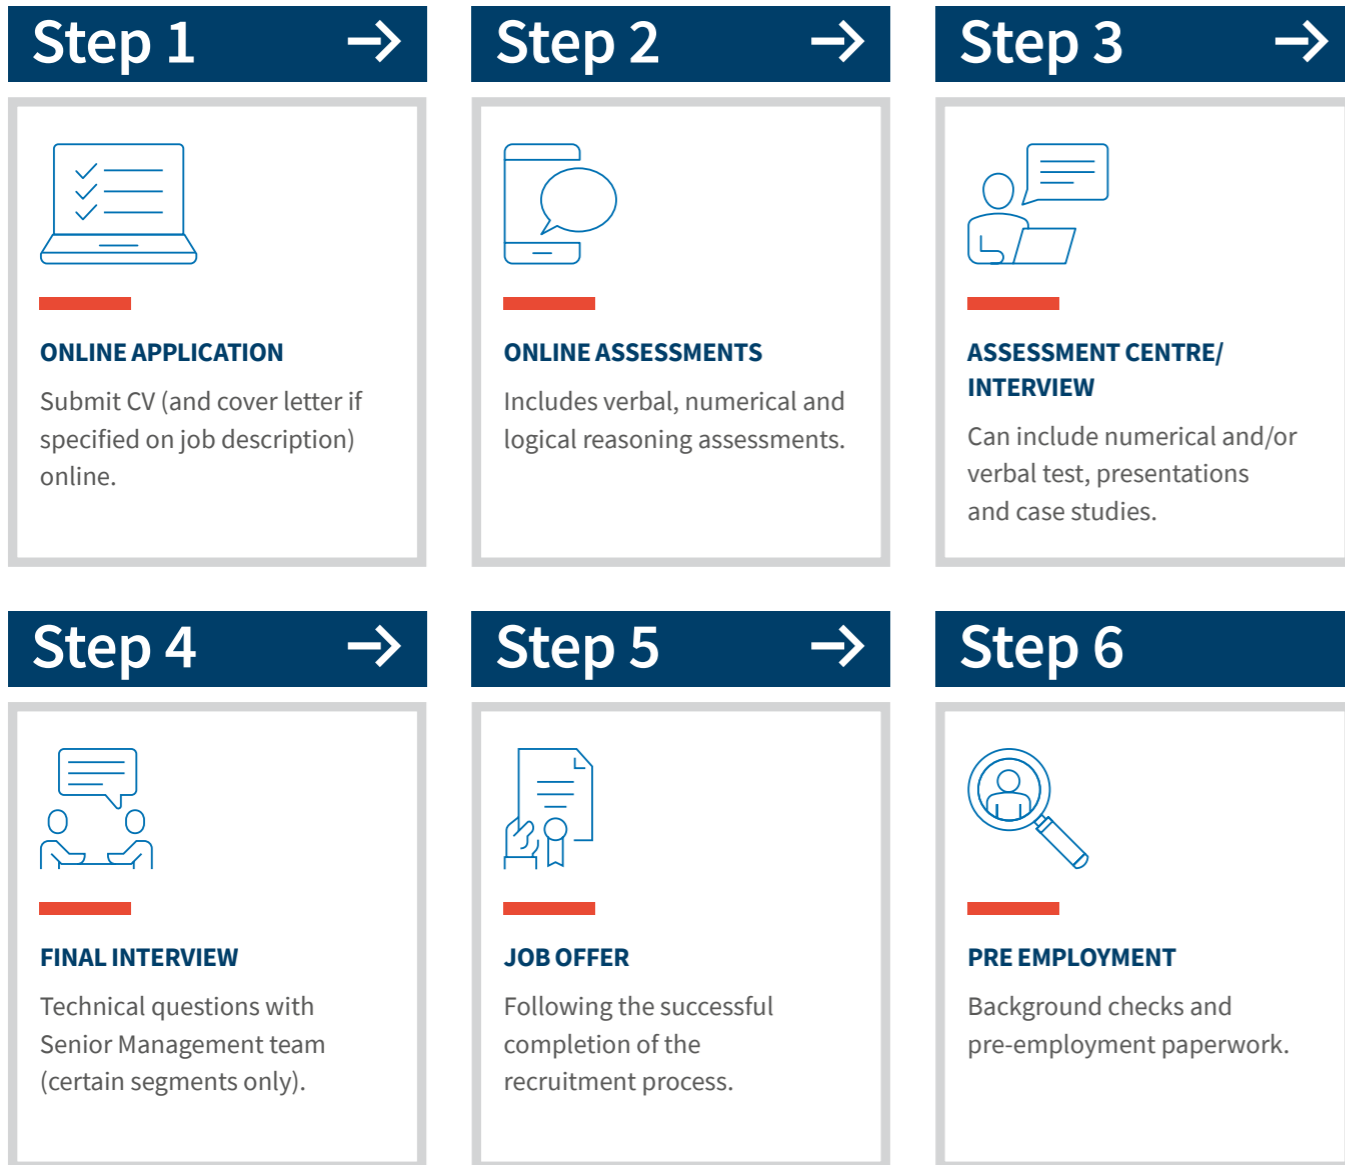 Step 1 →
ONLINE APPLICATION
Submit CV (and cover letter if
specified on job description)
online.
Step 2 →
ONLINE ASSESSMENTS
Includes verbal, numerical and
logical reasoning assessments.
Step 3 →
ASSESSMENT CENTRE/
INTERVIEW
Can include numerical and/or
verbal test, presentations
and case studies.
Step 4 →
FINAL INTERVIEW
Technical questions with
Senior Management team
(certain segments only).
Step 5 →
JOB OFFER
Following the successful
completion of the
recruitment process.
Step 6
PRE EMPLOYMENT
Background checks and
pre-employment paperwork.